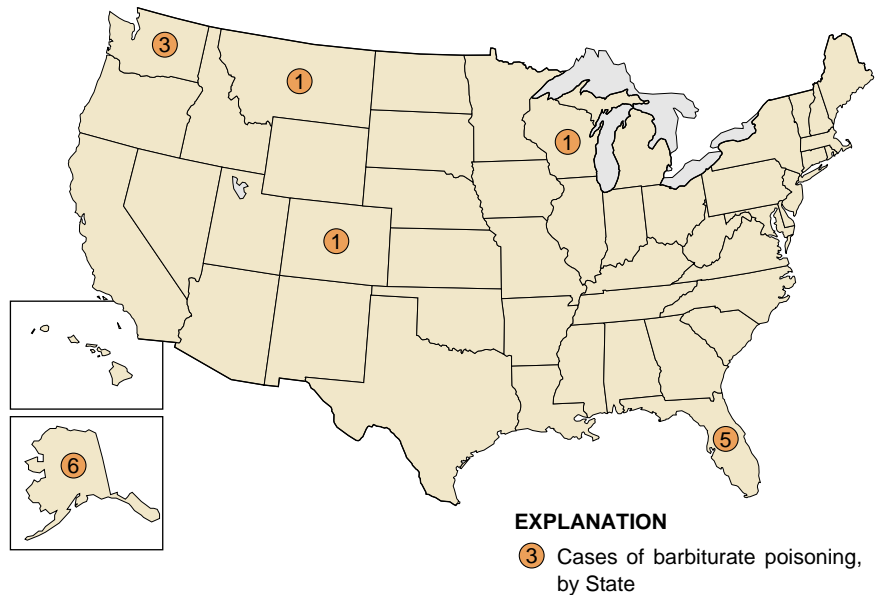 3
1
1
1
5
6
EXPLANATION
3 Cases of barbiturate poisoning,
by State